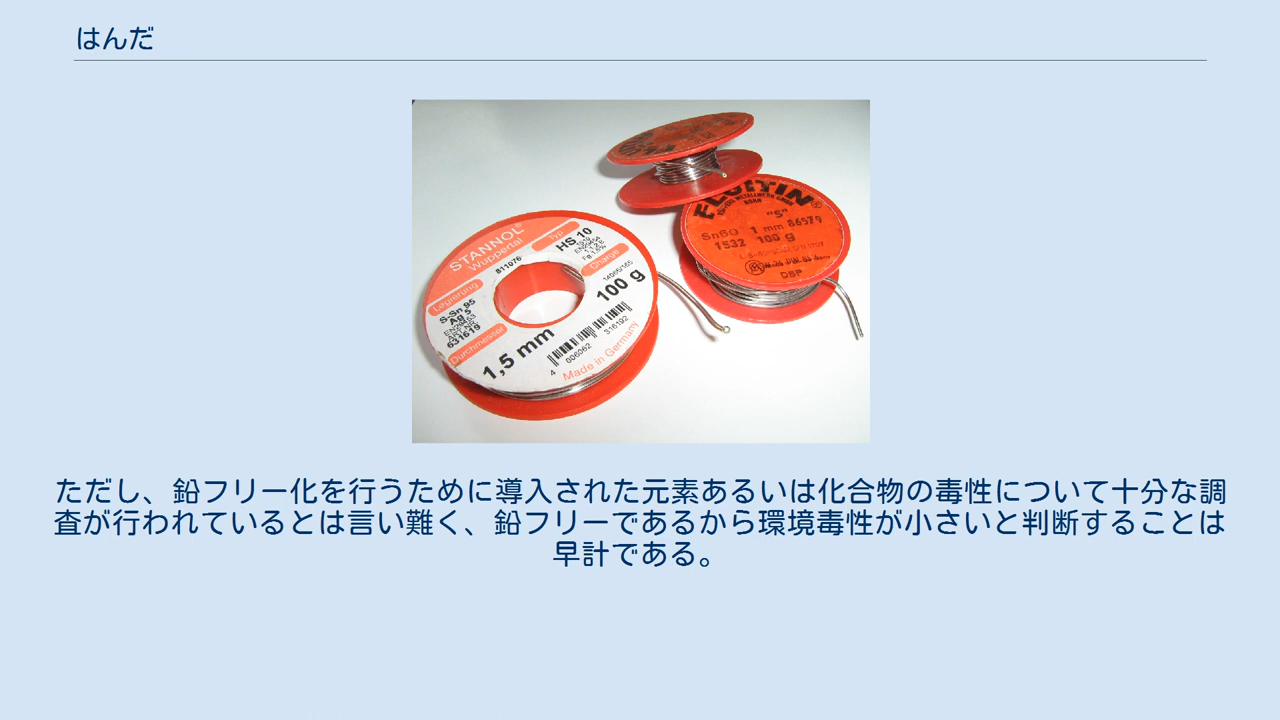 はんだ
STANNOL®
Wuppertal
811076
Typ
HS 10
Legierung
S-Sn 95
Ag 5
631619
Charge
100 g
Durchmesser
1,5 mm
4 006062 316192
Made in Germany
"S"
Sn60 1 mm 86579
1532 100 g
DBP
ただし、鉛フリー化を行うために導入された元素あるいは化合物の毒性について十分な調
査が行われているとは言い難く、鉛フリーであるから環境毒性が小さいと判断することは
早計である。